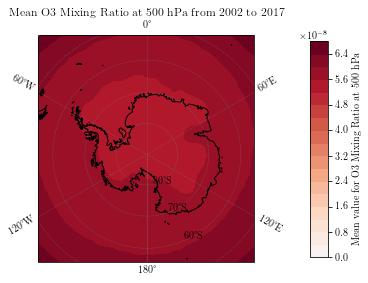 Mean O3 Mixing Ratio at 500 hPa from 2002 to 2017
0°
×10⁻⁸
60°W
60°E
6.4
5.6
4.8
4.0
3.2
2.4
1.6
0.8
0.0
Mean value for O3 Mixing Ratio at 500 hPa
80°S
70°S
60°S
120°W
120°E
180°